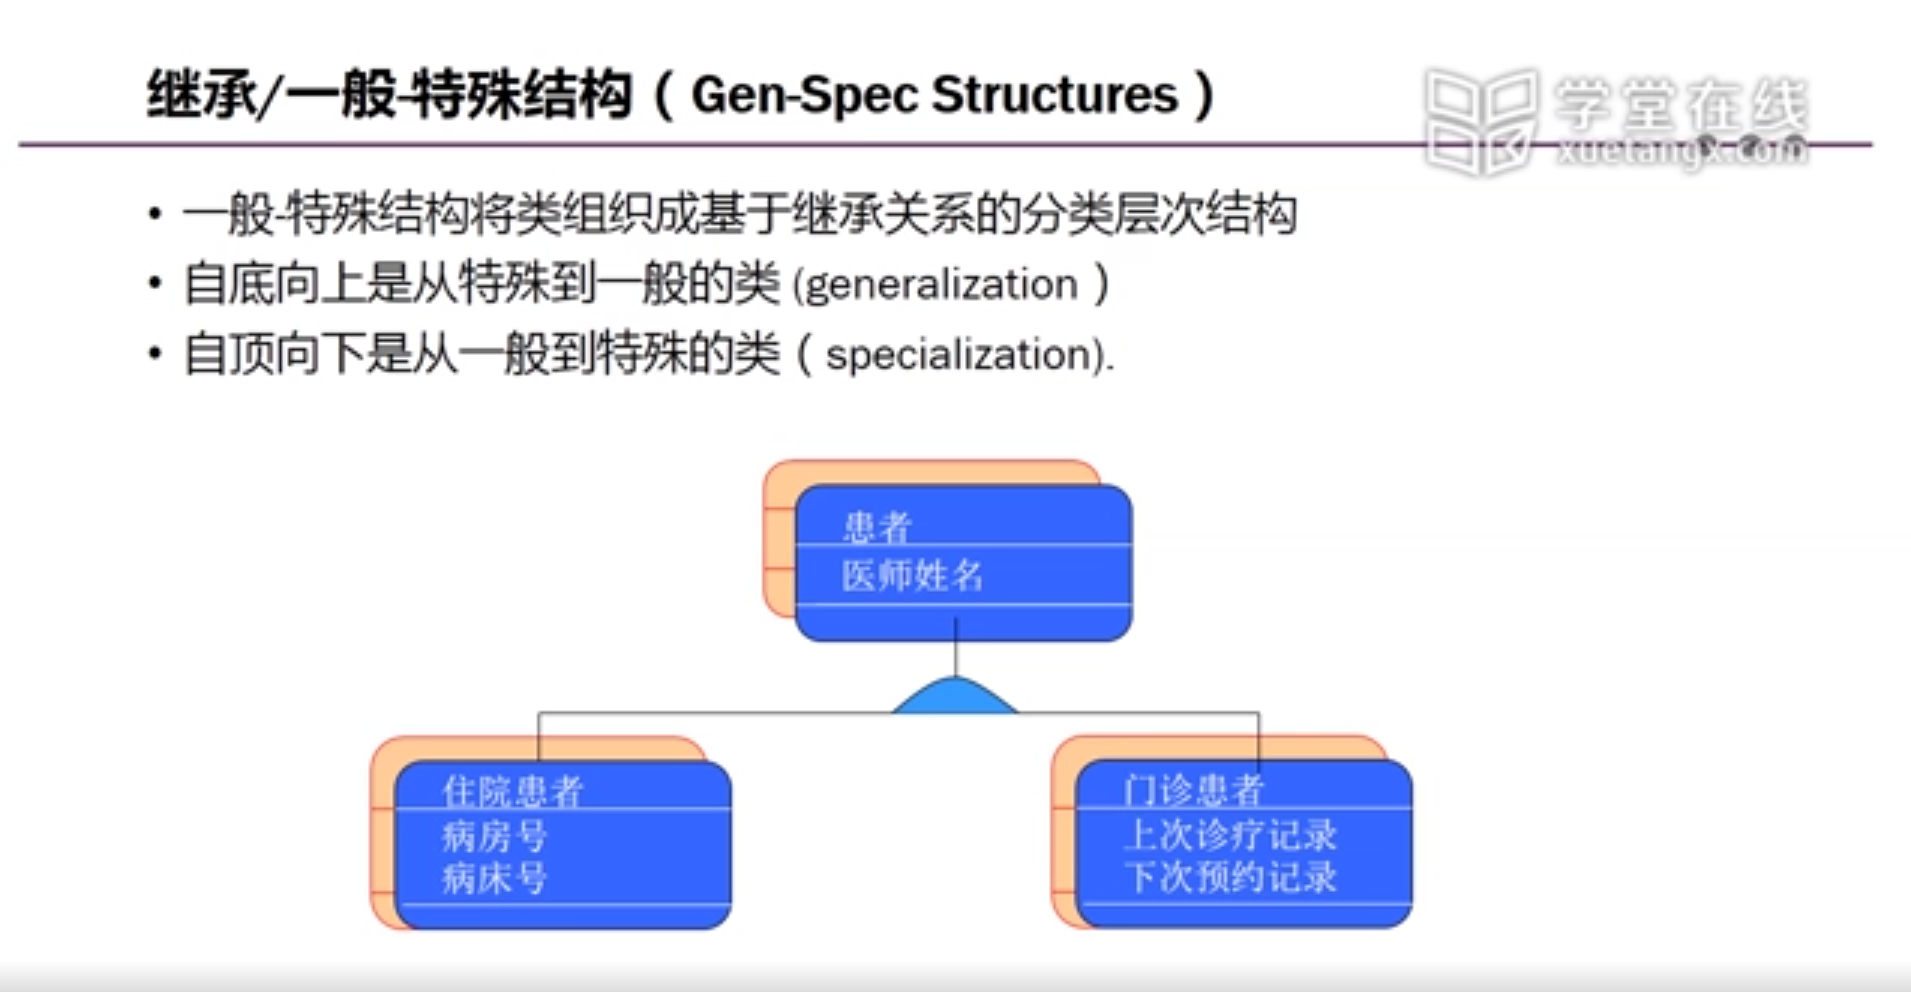 继承/一般-特殊结构（Gen-Spec Structures）
学堂在线
xuetangx.com
• 一般-特殊结构将类组织成基于继承关系的分类层次结构
• 自底向上是从特殊到一般的类 (generalization）
• 自顶向下是从一般到特殊的类（specialization).
患者
医师姓名
住院患者
病房号
病床号
门诊患者
上次诊疗记录
下次预约记录